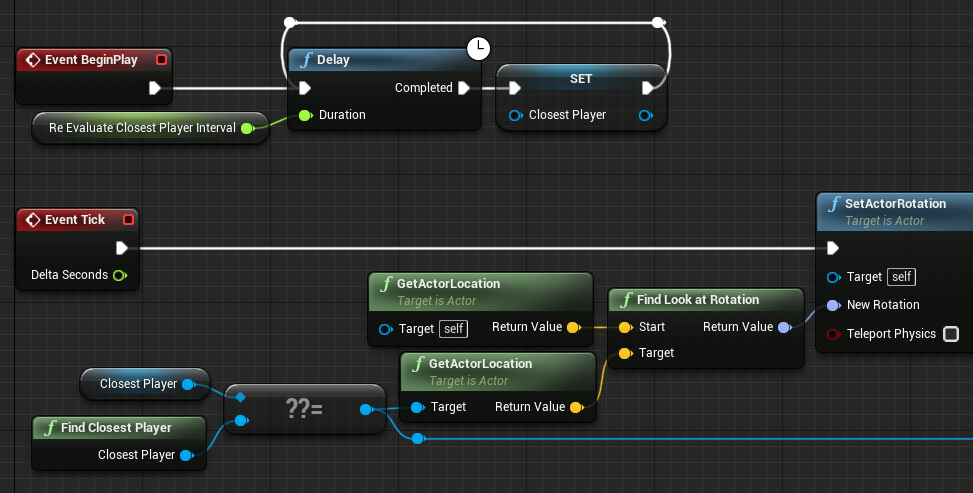 Event BeginPlay
Delay
Completed
SET
Re Evaluate Closest Player Interval
Duration
Closest Player
Event Tick
Delta Seconds
SetActorRotation
Target is Actor
Target self
New Rotation
Teleport Physics
GetActorLocation
Target is Actor
Target self Return Value
Find Look at Rotation
Start Return Value
Target
GetActorLocation
Target is Actor
Target Return Value
Closest Player
??=
Find Closest Player
Closest Player